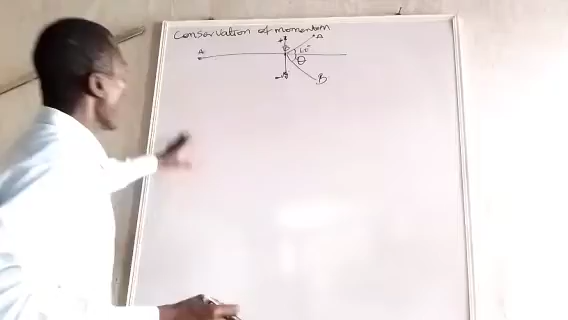 Conservation of momentum
A
A
θ
B